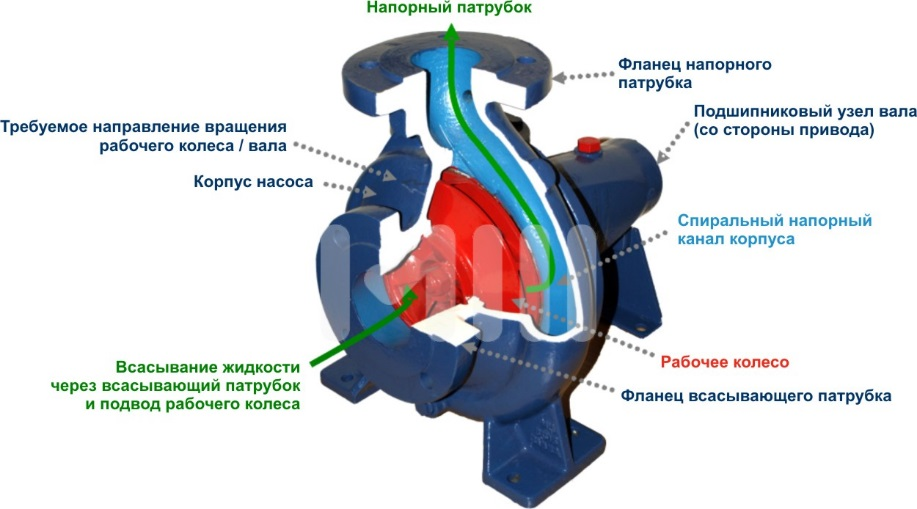 Напорный патрубок
Фланец напорного
патрубка
Подшипниковый узел вала
(со стороны привода)
Требуемое направление вращения
рабочего колеса / вала
Корпус насоса
Спиральный напорный
канал корпуса
Рабочее колесо
Всасывание жидкости
через всасывающий патрубок
и подвод рабочего колеса
Фланец всасывающего патрубка